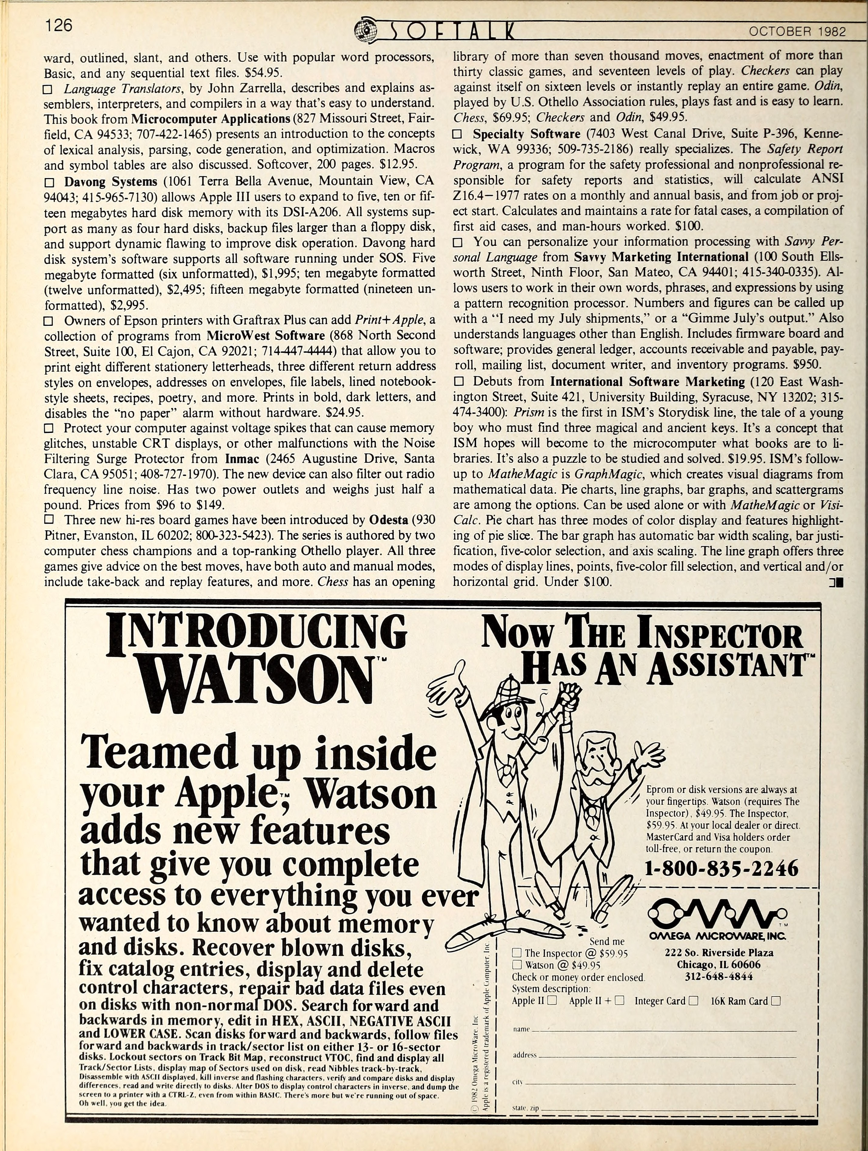 126
SOFTALK
OCTOBER 1982
ward, outlined, slant, and others. Use with popular word processors,
Basic, and any sequential text files. $54.95.
□ Language Translators, by John Zarrella, describes and explains as-
semblers, interpreters, and compilers in a way that's easy to understand.
This book from Microcomputer Applications (827 Missouri Street, Fair-
field, CA 94533; 707-422-1465) presents an introduction to the concepts
of lexical analysis, parsing, code generation, and optimization. Macros
and symbol tables are also discussed. Softcover, 200 pages. $12.95.
□ Davong Systems (1061 Terra Bella Avenue, Mountain View, CA
94043; 415-965-7130) allows Apple III users to expand to five, ten or fif-
teen megabytes hard disk memory with its DSI-A206. All systems sup-
port as many as four hard disks, backup files larger than a floppy disk,
and support dynamic flawing to improve disk operation. Davong hard
disk system's software supports all software running under SOS. Five
megabyte formatted (six unformatted), $1,995; ten megabyte formatted
(twelve unformatted), $2,495; fifteen megabyte formatted (nineteen un-
formatted), $2,995.
□ Owners of Epson printers with Graftrax Plus can add Print+Apple, a
collection of programs from MicroWest Software (868 North Second
Street, Suite 100, El Cajon, CA 92021; 714-447-4444) that allow you to
print eight different stationery letterheads, three different return address
styles on envelopes, addresses on envelopes, file labels, lined notebook-
style sheets, recipes, poetry, and more. Prints in bold, dark letters, and
disables the "no paper" alarm without hardware. $24.95.
□ Protect your computer against voltage spikes that can cause memory
glitches, unstable CRT displays, or other malfunctions with the Noise
Filtering Surge Protector from Inmac (2465 Augustine Drive, Santa
Clara, CA 95051; 408-727-1970). The new device can also filter out radio
frequency line noise. Has two power outlets and weighs just half a
pound. Prices from $96 to $149.
□ Three new hi-res board games have been introduced by Odesta (930
Pitner, Evanston, IL 60202; 800-323-5423). The series is authored by two
computer chess champions and a top-ranking Othello player. All three
games give advice on the best moves, have both auto and manual modes,
include take-back and replay features, and more. Chess has an opening
library of more than seven thousand moves, enactment of more than
thirty classic games, and seventeen levels of play. Checkers can play
against itself on sixteen levels or instantly replay an entire game. Odin,
played by U.S. Othello Association rules, plays fast and is easy to learn.
Chess, $69.95; Checkers and Odin, $49.95.
□ Specialty Software (7403 West Canal Drive, Suite P-396, Kenne-
wick, WA 99336; 509-735-2186) really specializes. The Safety Report
Program, a program for the safety professional and nonprofessional re-
sponsible for safety reports and statistics, will calculate ANSI
Z16.4–1977 rates on a monthly and annual basis, and from job or proj-
ect start. Calculates and maintains a rate for fatal cases, a compilation of
first aid cases, and man-hours worked. $100.
□ You can personalize your information processing with Savvy Per-
sonal Language from Savvy Marketing International (100 South Ells-
worth Street, Ninth Floor, San Mateo, CA 94401; 415-340-0335). Al-
lows users to work in their own words, phrases, and expressions by using
a pattern recognition processor. Numbers and figures can be called up
with a "I need my July shipments," or a "Gimme July's output." Also
understands languages other than English. Includes firmware board and
software; provides general ledger, accounts receivable and payable, pay-
roll, mailing list, document writer, and inventory programs. $950.
□ Debuts from International Software Marketing (120 East Wash-
ington Street, Suite 421, University Building, Syracuse, NY 13202; 315-
474-3400): Prism is the first in ISM's Storydisk line, the tale of a young
boy who must find three magical and ancient keys. It's a concept that
ISM hopes will become to the microcomputer what books are to li-
braries. It's also a puzzle to be studied and solved. $19.95. ISM's follow-
up to MatheMagic is GraphMagic, which creates visual diagrams from
mathematical data. Pie charts, line graphs, bar graphs, and scattergrams
are among the options. Can be used alone or with MatheMagic or Visi-
Calc. Pie chart has three modes of color display and features highlight-
ing of pie slice. The bar graph has automatic bar width scaling, bar justi-
fication, five-color selection, and axis scaling. The line graph offers three
modes of display lines, points, five-color fill selection, and vertical and/or
horizontal grid. Under $100.
INTRODUCING
WATSON™
NOW THE INSPECTOR
HAS AN ASSISTANT™
Teamed up inside
your Apple,™ Watson
adds new features
that give you complete
access to everything you ever
wanted to know about memory
and disks. Recover blown disks,
fix catalog entries, display and delete
control characters, repair bad data files even
on disks with non-normal DOS. Search forward and
backwards in memory, edit in HEX, ASCII, NEGATIVE ASCII
and LOWER CASE. Scan disks forward and backwards, follow files
forward and backwards in track/sector list on either 13- or 16-sector
disks. Lockout sectors on Track Bit Map, reconstruct VTOC, find and display all
Track/Sector Lists, display map of Sectors used on disk, read Nibbles track-by-track,
Disassemble with ASCII displayed, kill inverse and flashing characters, verify and compare disks and display
differences, read and write directly to disks. Alter DOS to display control characters in inverse, and dump the
screen to a printer with a CTRL-Z, even from within BASIC. There's more but we're running out of space.
Oh well, you get the idea.
Eprom or disk versions are always at
your fingertips. Watson (requires The
Inspector), $49.95. The Inspector,
$59.95. At your local dealer or direct.
MasterCard and Visa holders order
toll-free, or return the coupon.
1-800-835-2246
OMEGA MICROWARE, INC.
222 So. Riverside Plaza
Chicago, IL 60606
312-648-4844
Send me
□ The Inspector @ $59.95
□ Watson @ $49.95
Check or money order enclosed.
System description:
Apple II □ Apple II + □ Integer Card □ 16K Ram Card □
name
address
city
state, zip
© 1982 Omega MicroWare, Inc.
Apple is a registered trademark of Apple Computer, Inc.